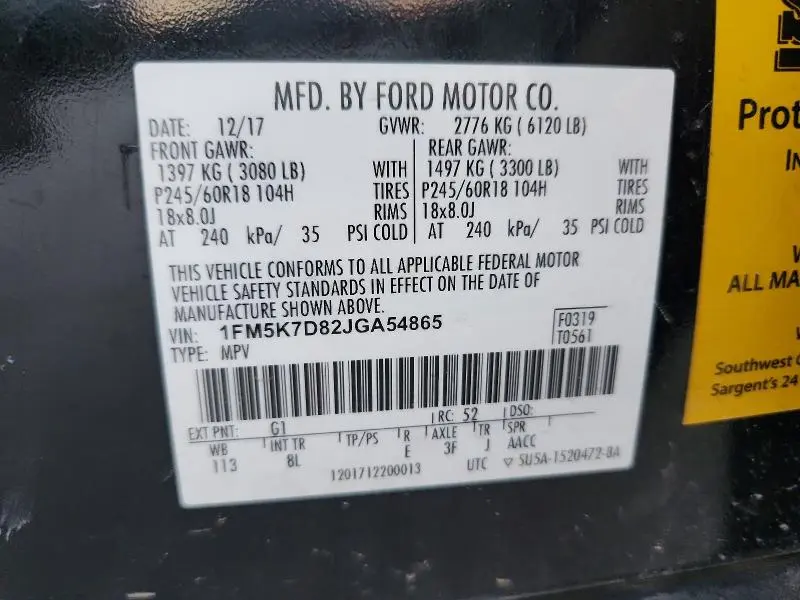 MFD. BY FORD MOTOR CO.
DATE: 12/17 GVWR: 2776 KG ( 6120 LB)
FRONT GAWR: REAR GAWR:
1397 KG ( 3080 LB) WITH 1497 KG ( 3300 LB) WITH
P245/60R18 104H TIRES P245/60R18 104H TIRES
18x8.0J RIMS 18x8.0J RIMS
AT 240 kPa/ 35 PSI COLD AT 240 kPa/ 35 PSI COLD
THIS VEHICLE CONFORMS TO ALL APPLICABLE FEDERAL MOTOR
VEHICLE SAFETY STANDARDS IN EFFECT ON THE DATE OF
MANUFACTURE SHOWN ABOVE.
VIN: 1FM5K7D82JGA54865 F0319
TYPE: MPV T0561
EXT PNT: G1 RC: 52 DSO:
WB INT TR TP/PS R AXLE TR SPR
113 8L E 3F J AACC
1201712200013 UTC ▽ 5U5A-1520472-BA
Prot
ALL MA
Southwest
Sargent's 24